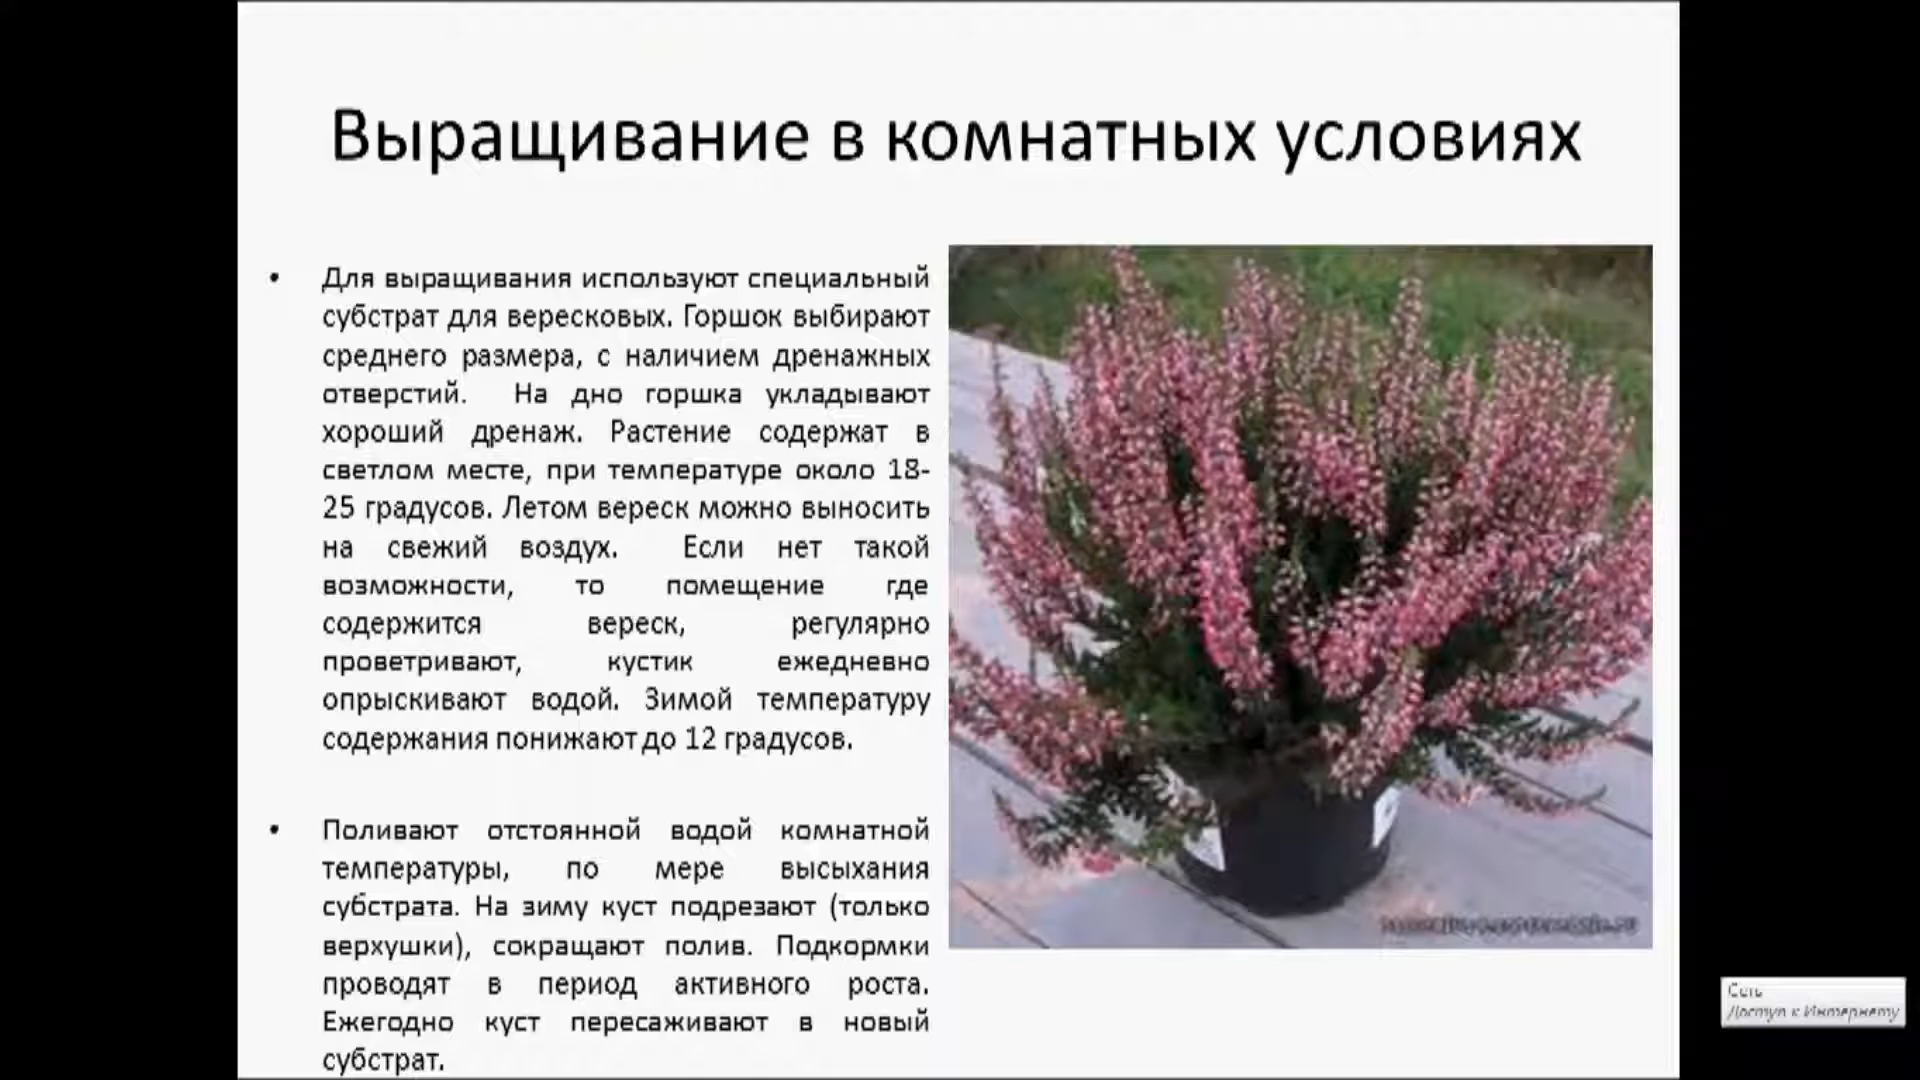 Выращивание в комнатных условиях
• Для выращивания используют специальный
субстрат для вересковых. Горшок выбирают
среднего размера, с наличием дренажных
отверстий. На дно горшка укладывают
хороший дренаж. Растение содержат в
светлом месте, при температуре около 18-
25 градусов. Летом вереск можно выносить
на свежий воздух. Если нет такой
возможности, то помещение где
содержится вереск, регулярно
проветривают, кустик ежедневно
опрыскивают водой. Зимой температуру
содержания понижают до 12 градусов.
• Поливают отстоянной водой комнатной
температуры, по мере высыхания
субстрата. На зиму куст подрезают (только
верхушки), сокращают полив. Подкормки
проводят в период активного роста.
Ежегодно куст пересаживают в новый
субстрат.
Сеть
Доступ к Интернету